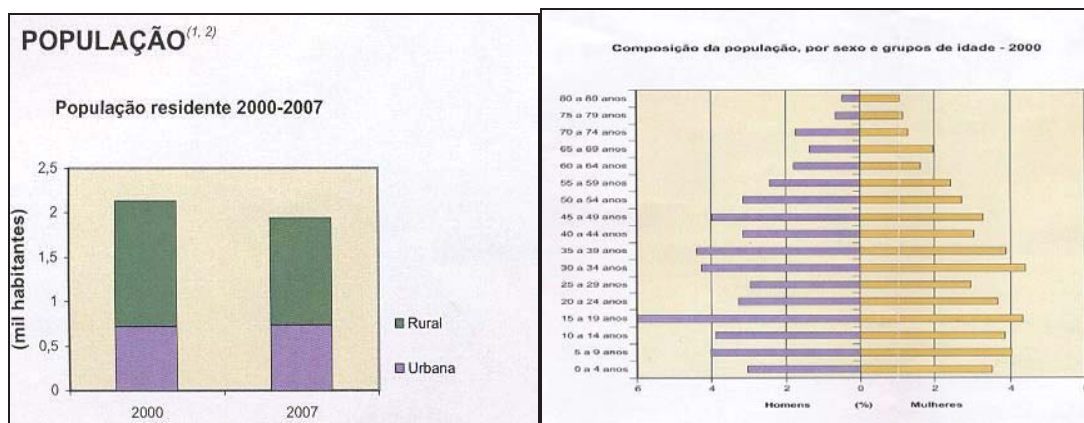 POPULAÇÃO(1, 2)
População residente 2000-2007
(mil habitantes)
2,5
2
1,5
1
0,5
0
2000
2007
Rural
Urbana
Composição da população, por sexo e grupos de idade - 2000
80 a 89 anos
75 a 79 anos
70 a 74 anos
65 a 69 anos
60 a 64 anos
55 a 59 anos
50 a 54 anos
45 a 49 anos
40 a 44 anos
35 a 39 anos
30 a 34 anos
25 a 29 anos
20 a 24 anos
15 a 19 anos
10 a 14 anos
5 a 9 anos
0 a 4 anos
6 4 2 0 2 4 6
Homens (%) Mulheres